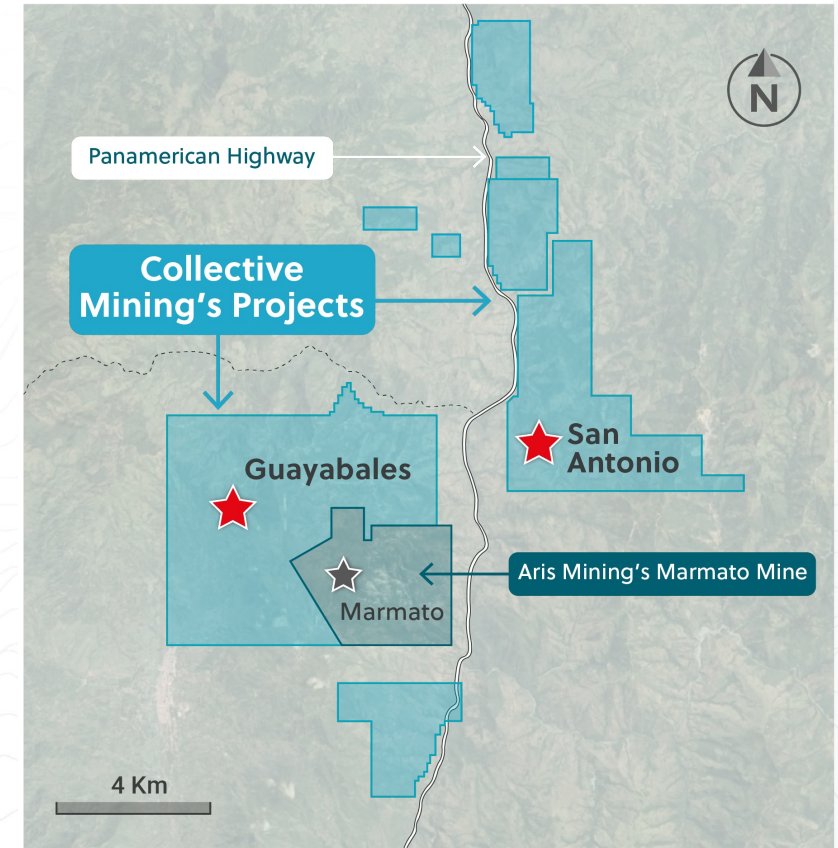 N
Panamerican Highway
Collective
Mining's Projects
San
Antonio
Guayabales
Aris Mining's Marmato Mine
Marmato
4 Km